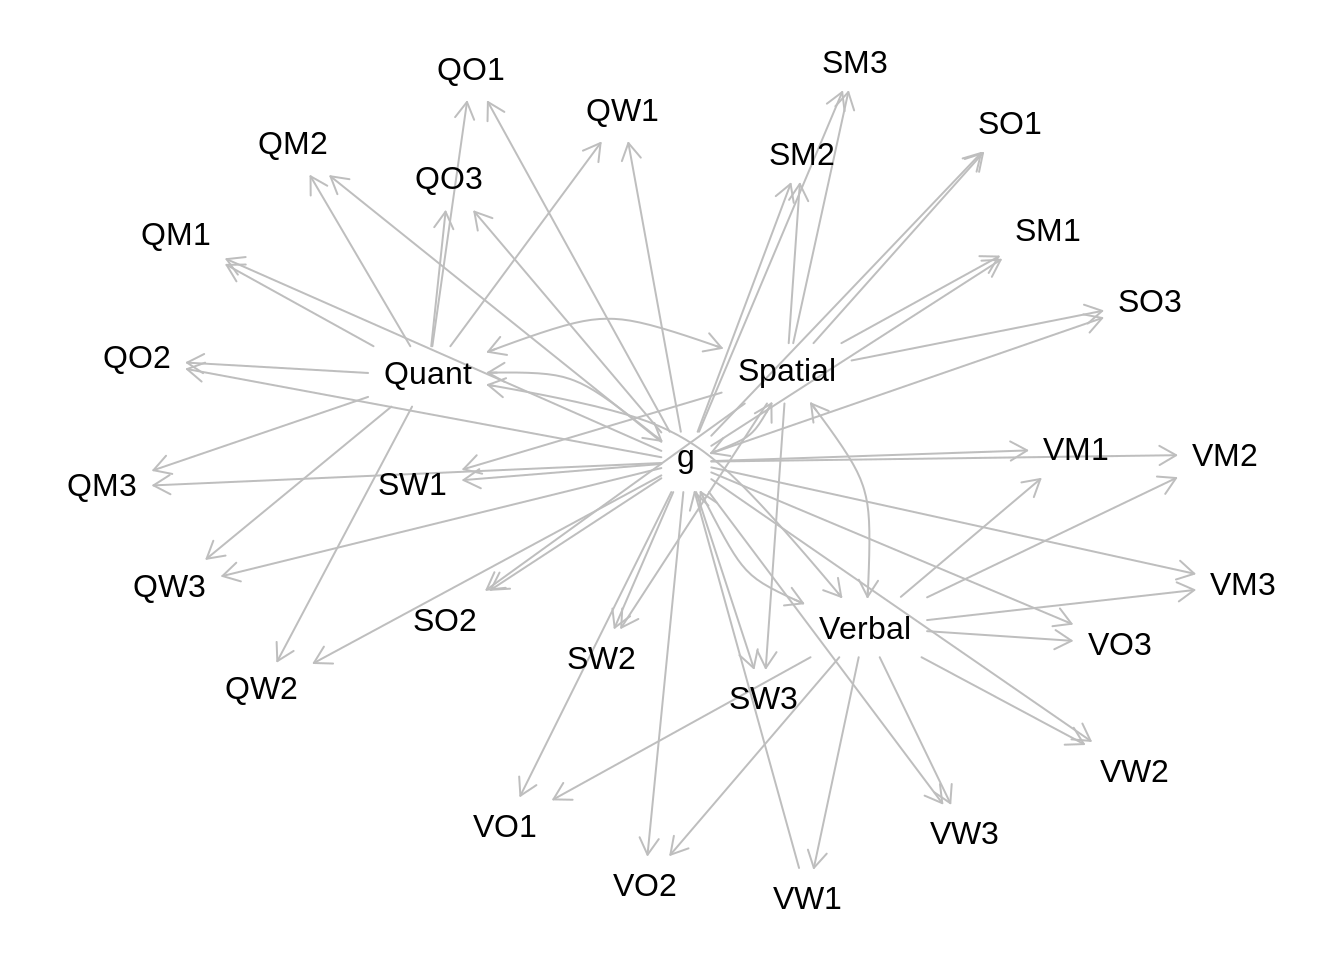 SM3
QO1
QW1
SO1
QM2
SM2
QO3
SM1
QM1
SO3
QO2
Spatial
Quant
VM1
VM2
g
SW1
QM3
VM3
QW3
SO2
Verbal
VO3
SW2
QW2
SW3
VW2
VO1
VW3
VO2
VW1